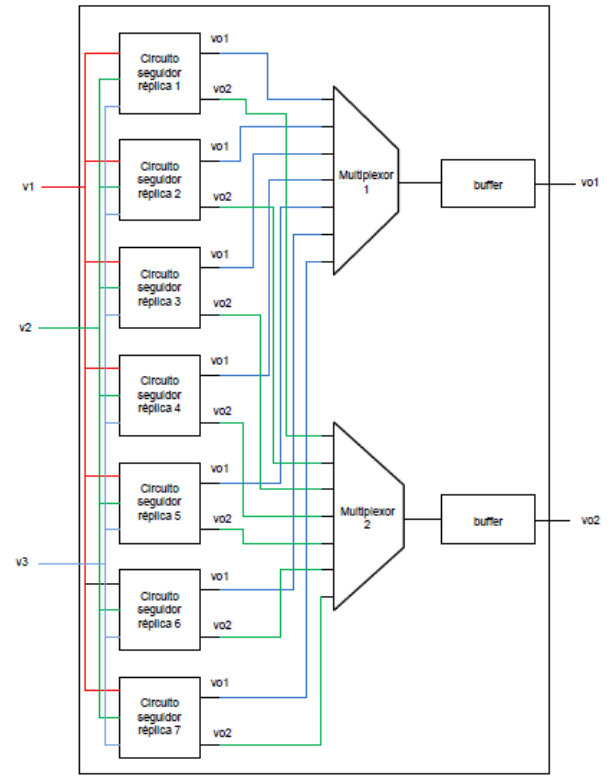 Circuito
seguidor
réplica 1
vo1
vo2
Circuito
seguidor
réplica 2
vo1
vo2
Circuito
seguidor
réplica 3
vo1
vo2
Circuito
seguidor
réplica 4
vo1
vo2
Circuito
seguidor
réplica 5
vo1
vo2
Circuito
seguidor
réplica 6
vo1
vo2
Circuito
seguidor
réplica 7
vo1
vo2
v1
v2
v3
Multiplexor
1
buffer
vo1
Multiplexor
2
buffer
vo2